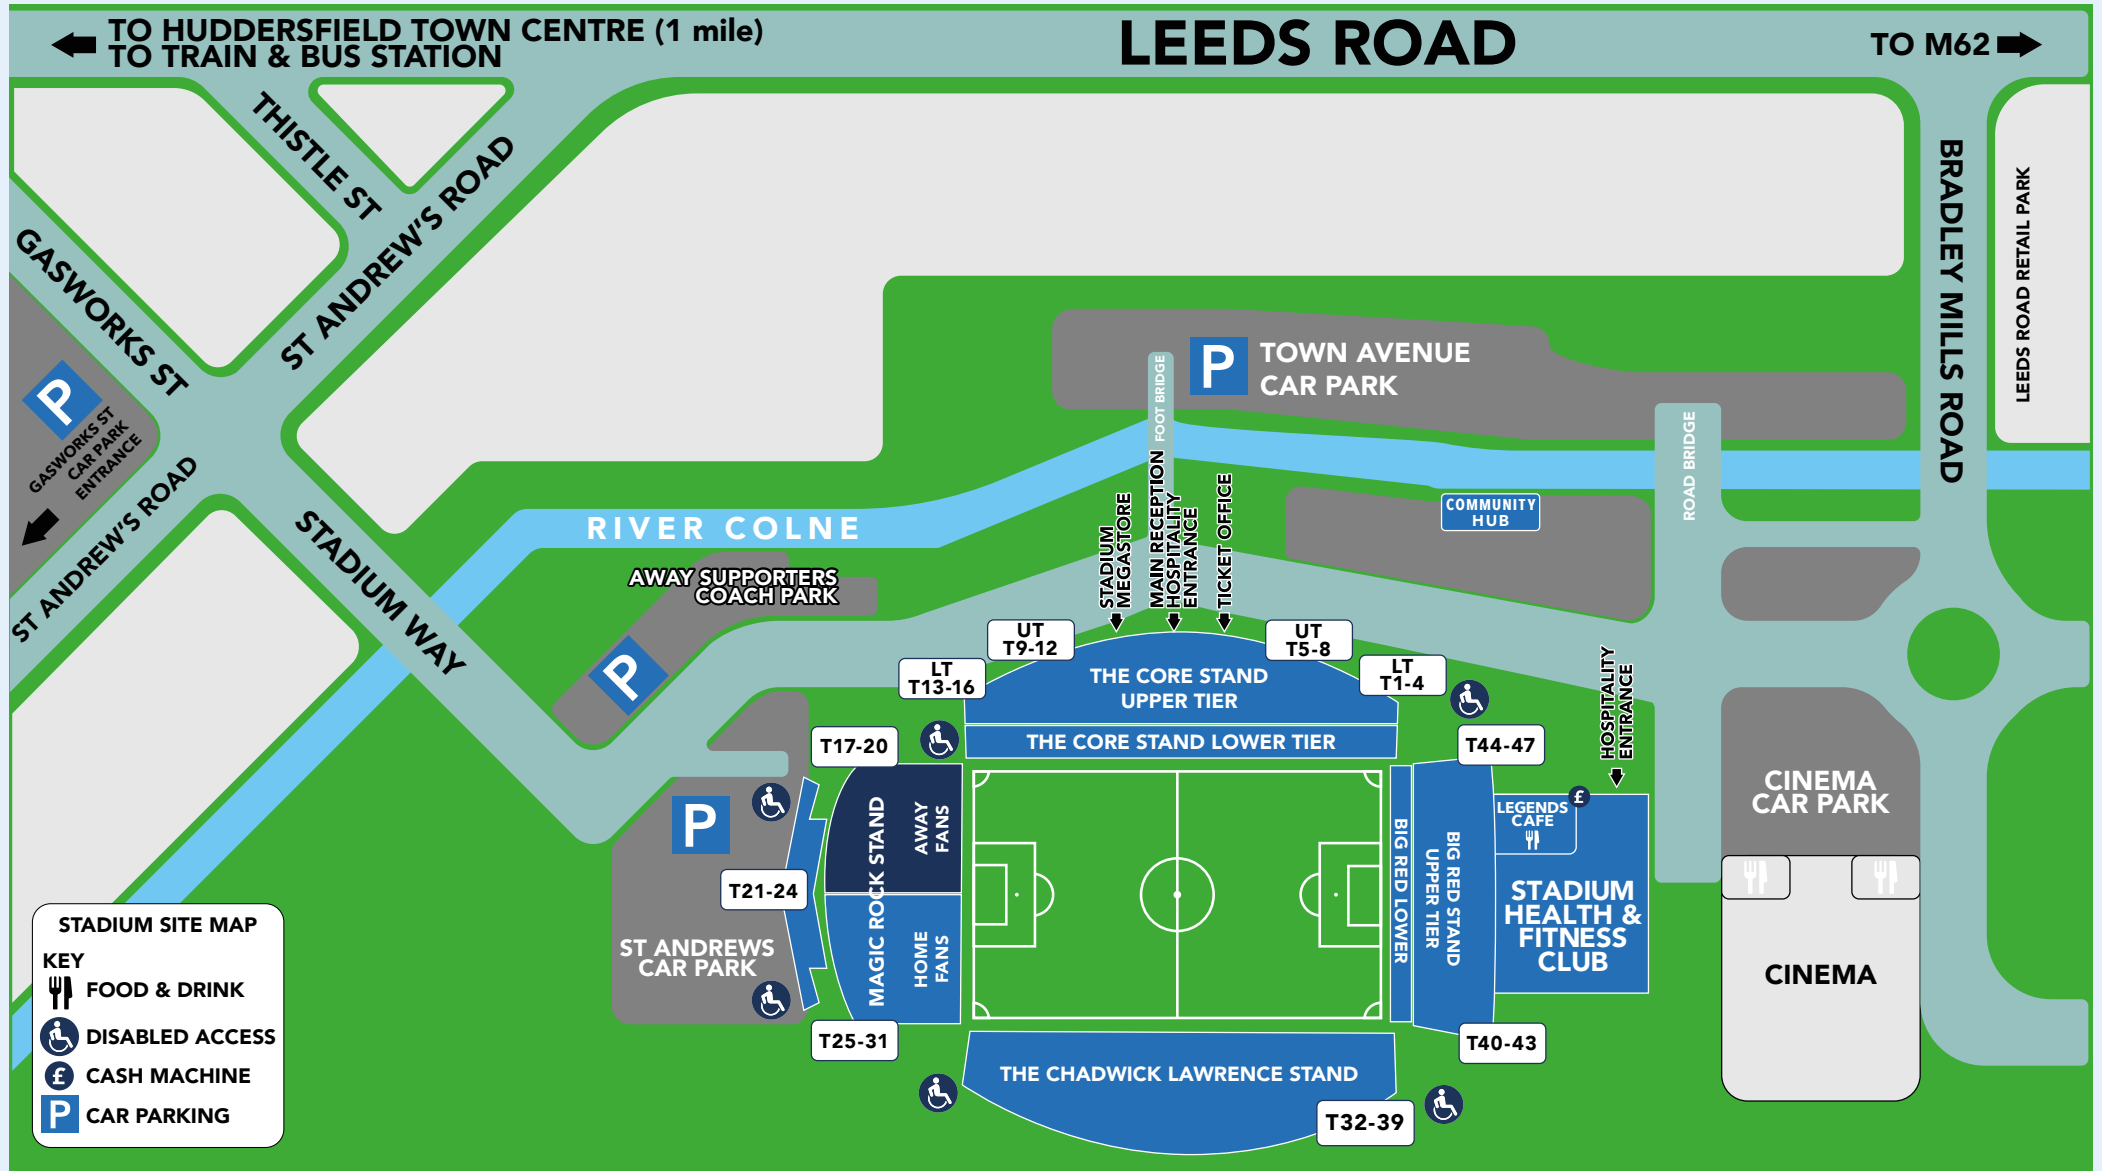 TO HUDDERSFIELD TOWN CENTRE (1 mile)
TO TRAIN & BUS STATION
LEEDS ROAD
TO M62
THISTLE ST
ST ANDREW'S ROAD
GASWORKS ST
BRADLEY MILLS ROAD
LEEDS ROAD RETAIL PARK
P
GASWORKS ST
CAR PARK
ENTRANCE
ST ANDREW'S ROAD
STADIUM WAY
P
TOWN AVENUE
CAR PARK
FOOT BRIDGE
ROAD BRIDGE
COMMUNITY
HUB
RIVER COLNE
AWAY SUPPORTERS
COACH PARK
P
STADIUM
MEGASTORE
MAIN RECEPTION
HOSPITALITY
ENTRANCE
TICKET OFFICE
UT
T9-12
UT
T5-8
LT
T13-16
LT
T1-4
HOSPITALITY
ENTRANCE
THE CORE STAND
UPPER TIER
THE CORE STAND LOWER TIER
T17-20
T44-47
P
ST ANDREWS
CAR PARK
T21-24
MAGIC ROCK STAND
AWAY
FANS
HOME
FANS
BIG RED LOWER
BIG RED STAND
UPPER TIER
LEGENDS
CAFE
£
STADIUM
HEALTH &
FITNESS
CLUB
CINEMA
CAR PARK
CINEMA
T25-31
T40-43
THE CHADWICK LAWRENCE STAND
T32-39
STADIUM SITE MAP
KEY
FOOD & DRINK
DISABLED ACCESS
£ CASH MACHINE
P CAR PARKING